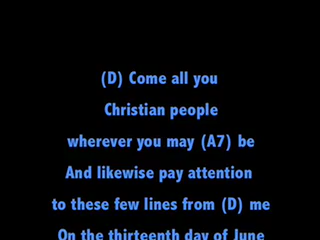 (D) Come all you
Christian people
wherever you may (A7) be
And likewise pay attention
to these few lines from (D) me
On the thirteenth day of June